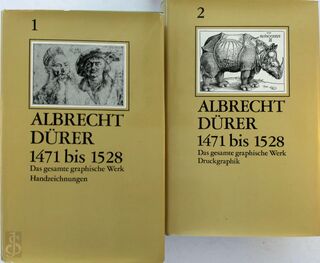 1
ALBRECHT
DÜRER
1471 bis 1528
Das gesamte graphische Werk
Handzeichnungen
2
ALBRECHT
DÜRER
1471 bis 1528
Das gesamte graphische Werk
Druckgraphik